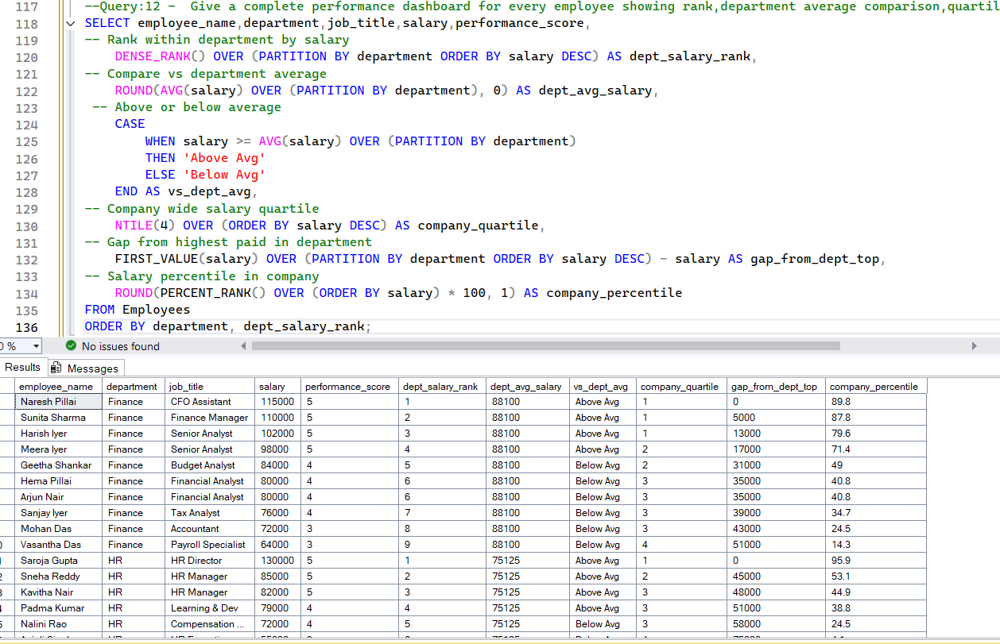 117 --Query:12 - Give a complete performance dashboard for every employee showing rank,department average comparison,quartil
118 SELECT employee_name,department,job_title,salary,performance_score,
119 -- Rank within department by salary
120 DENSE_RANK() OVER (PARTITION BY department ORDER BY salary DESC) AS dept_salary_rank,
121 -- Compare vs department average
122 ROUND(AVG(salary) OVER (PARTITION BY department), 0) AS dept_avg_salary,
123 -- Above or below average
124 CASE
125 WHEN salary >= AVG(salary) OVER (PARTITION BY department)
126 THEN 'Above Avg'
127 ELSE 'Below Avg'
128 END AS vs_dept_avg,
129 -- Company wide salary quartile
130 NTILE(4) OVER (ORDER BY salary DESC) AS company_quartile,
131 -- Gap from highest paid in department
132 FIRST_VALUE(salary) OVER (PARTITION BY department ORDER BY salary DESC) - salary AS gap_from_dept_top,
133 -- Salary percentile in company
134 ROUND(PERCENT_RANK() OVER (ORDER BY salary) * 100, 1) AS company_percentile
135 FROM Employees
136 ORDER BY department, dept_salary_rank;
0 % No issues found
Results Messages
employee_name department job_title salary performance_score dept_salary_rank dept_avg_salary vs_dept_avg company_quartile gap_from_dept_top company_percentile
Naresh Pillai Finance CFO Assistant 115000 5 1 88100 Above Avg 1 0 89.8
Sunita Sharma Finance Finance Manager 110000 5 2 88100 Above Avg 1 5000 87.8
Harish Iyer Finance Senior Analyst 102000 5 3 88100 Above Avg 1 13000 79.6
Meera Iyer Finance Senior Analyst 98000 5 4 88100 Above Avg 2 17000 71.4
Geetha Shankar Finance Budget Analyst 84000 4 5 88100 Below Avg 2 31000 49
Hema Pillai Finance Financial Analyst 80000 4 6 88100 Below Avg 3 35000 40.8
Arjun Nair Finance Financial Analyst 80000 4 6 88100 Below Avg 3 35000 40.8
Sanjay Iyer Finance Tax Analyst 76000 4 7 88100 Below Avg 3 39000 34.7
Mohan Das Finance Accountant 72000 3 8 88100 Below Avg 3 43000 24.5
0 Vasantha Das Finance Payroll Specialist 64000 3 9 88100 Below Avg 4 51000 14.3
1 Saroja Gupta HR HR Director 130000 5 1 75125 Above Avg 1 0 95.9
2 Sneha Reddy HR HR Manager 85000 5 2 75125 Above Avg 2 45000 53.1
3 Kavitha Nair HR HR Manager 82000 5 3 75125 Above Avg 3 48000 44.9
4 Padma Kumar HR Learning & Dev 79000 4 4 75125 Above Avg 3 51000 38.8
5 Nalini Rao HR Compensation ... 72000 4 5 75125 Below Avg 3 58000 24.5